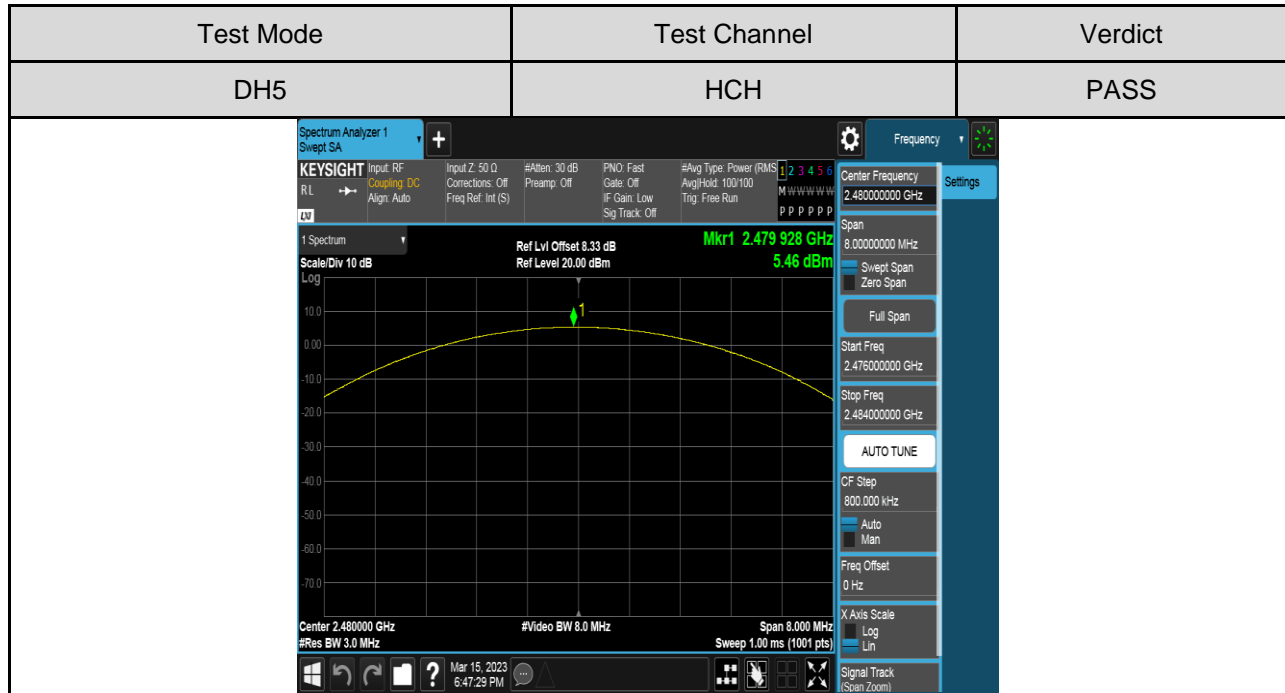 Test Mode Test Channel Verdict
DH5 HCH PASS
Spectrum Analyzer 1
Swept SA
+
Frequency
KEYSIGHT
RL
LXI
Input: RF
Coupling: DC
Align: Auto
Input Z: 50 Ω
Corrections: Off
Freq Ref: Int (S)
#Atten: 30 dB
Preamp: Off
PNO: Fast
Gate: Off
IF Gain: Low
Sig Track: Off
#Avg Type: Power (RMS
Avg|Hold: 100/100
Trig: Free Run
1 2 3 4 5 6
M W W W W W
P P P P P P
1 Spectrum
Scale/Div 10 dB
Log
Ref Lvl Offset 8.33 dB
Ref Level 20.00 dBm
Mkr1 2.479 928 GHz
5.46 dBm
1
10.0
0.00
-10.0
-20.0
-30.0
-40.0
-50.0
-60.0
-70.0
Center 2.480000 GHz
#Res BW 3.0 MHz
#Video BW 8.0 MHz
Span 8.000 MHz
Sweep 1.00 ms (1001 pts)
?
Mar 15, 2023
6:47:29 PM
Center Frequency
2.480000000 GHz
Settings
Span
8.00000000 MHz
Swept Span
Zero Span
Full Span
Start Freq
2.476000000 GHz
Stop Freq
2.484000000 GHz
AUTO TUNE
CF Step
800.000 kHz
Auto
Man
Freq Offset
0 Hz
X Axis Scale
Log
Lin
Signal Track
(Span Zoom)